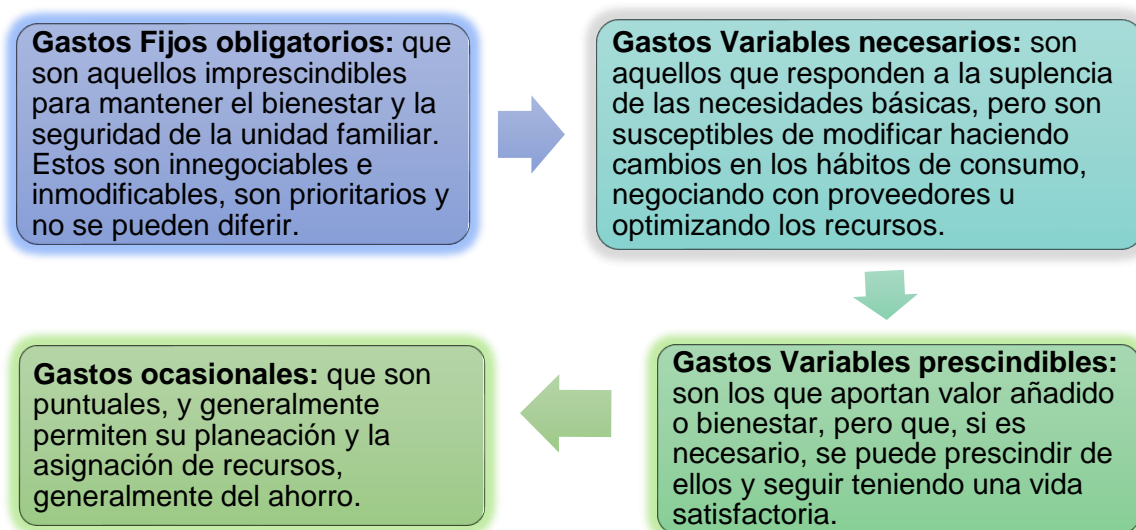 Gastos Fijos obligatorios: que
son aquellos imprescindibles
para mantener el bienestar y la
seguridad de la unidad familiar.
Estos son innegociables e
inmodificables, son prioritarios y
no se pueden diferir.
Gastos Variables necesarios: son
aquellos que responden a la suplencia
de las necesidades básicas, pero son
susceptibles de modificar haciendo
cambios en los hábitos de consumo,
negociando con proveedores u
optimizando los recursos.
Gastos Variables prescindibles:
son los que aportan valor añadido
o bienestar, pero que, si es
necesario, se puede prescindir de
ellos y seguir teniendo una vida
satisfactoria.
Gastos ocasionales: que son
puntuales, y generalmente
permiten su planeación y la
asignación de recursos,
generalmente del ahorro.